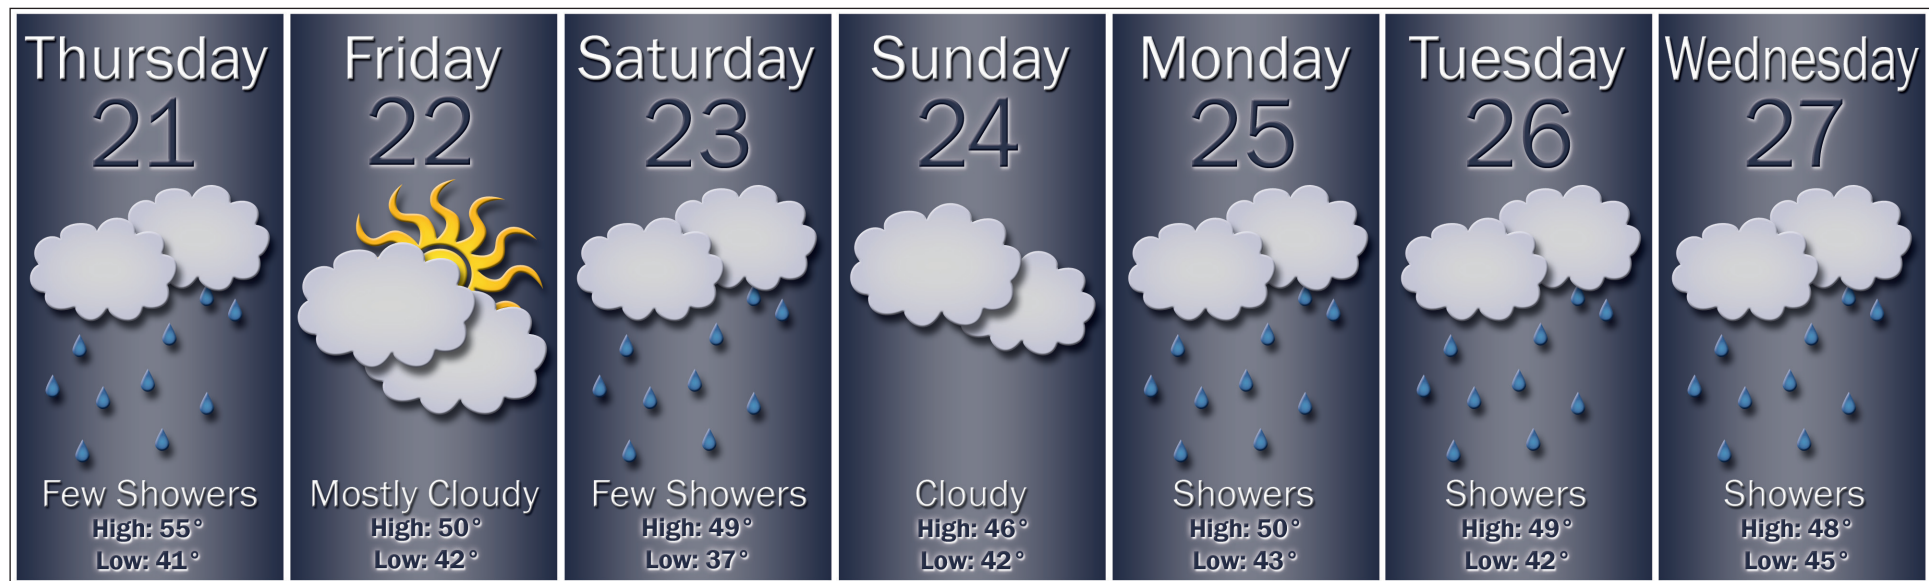 Thursday
21
Few Showers
High: 55°
Low: 41°
Friday
22
Mostly Cloudy
High: 50°
Low: 42°
Saturday
23
Few Showers
High: 49°
Low: 37°
Sunday
24
Cloudy
High: 46°
Low: 42°
Monday
25
Showers
High: 50°
Low: 43°
Tuesday
26
Showers
High: 49°
Low: 42°
Wednesday
27
Showers
High: 48°
Low: 45°